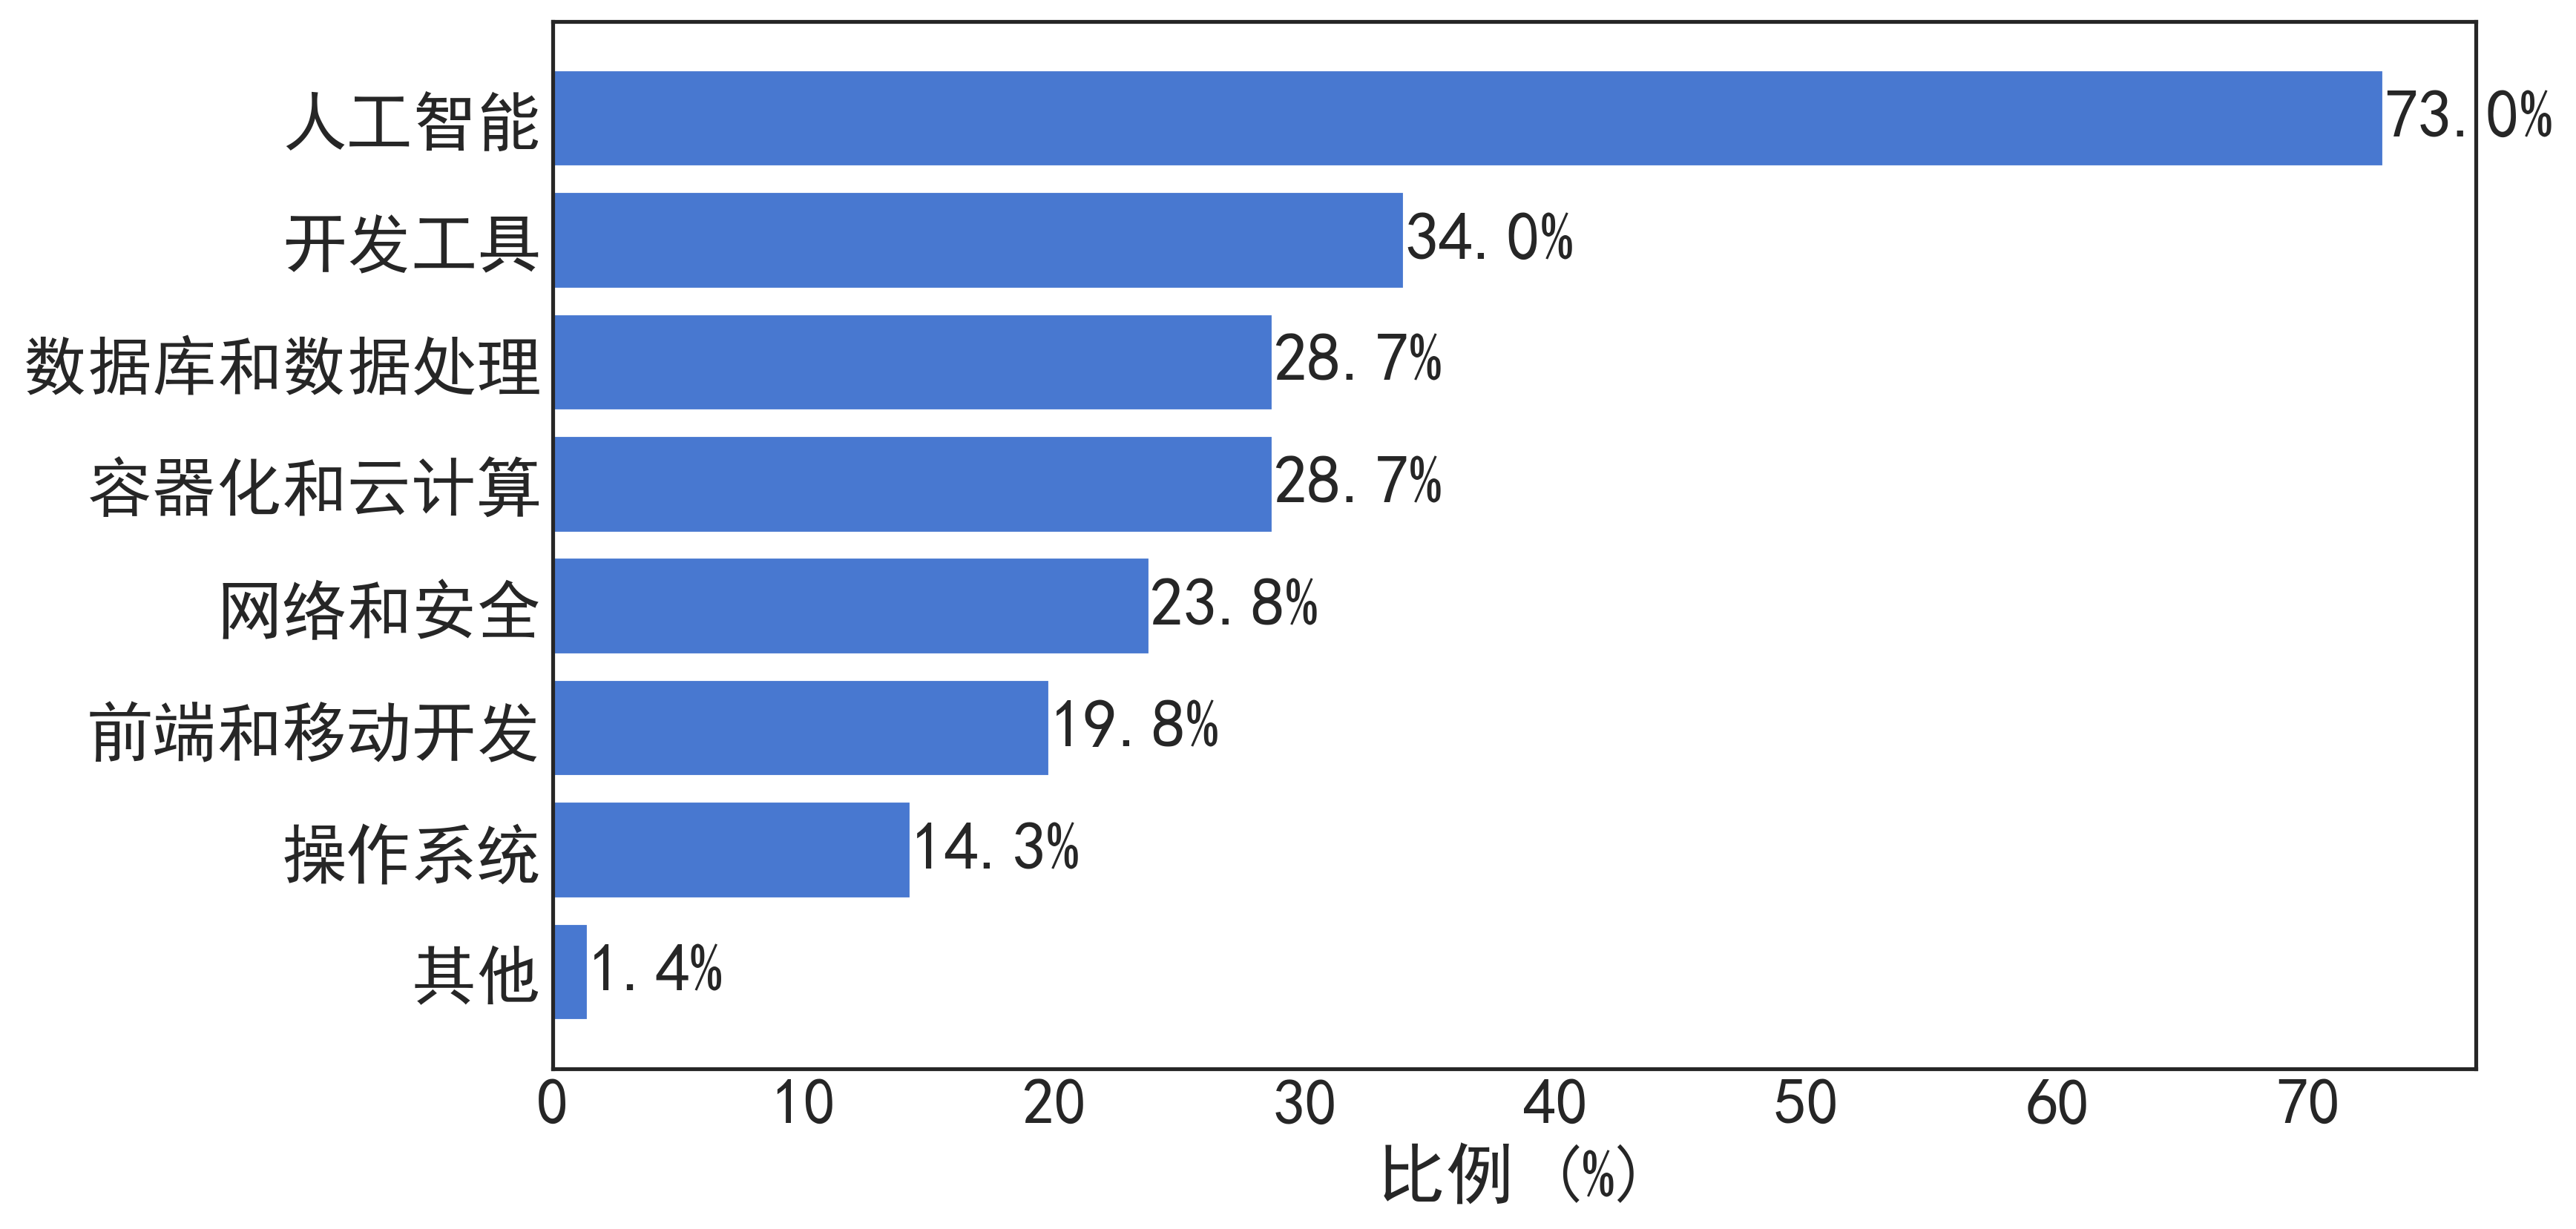 人工智能 73.0%
开发工具 34.0%
数据库和数据处理 28.7%
容器化和云计算 28.7%
网络和安全 23.8%
前端和移动开发 19.8%
操作系统 14.3%
其他 1.4%
0 10 20 30 40 50 60 70
比例 (%)